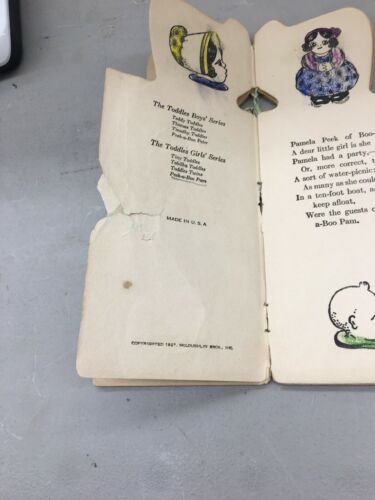 The Toddles Boys' Series
Teddy Toddles
Thomas Toddles
Timothy Toddles
Peek-a-Boo Peter
The Toddles Girls' Series
Tiny Toddles
Tabitha Toddles
Toddles Twins
Peek-a-Boo Pam
MADE IN U.S.A
COPYRIGHTED 1927, McLOUGHLIN BROS., INC.
Pamela Peek of Boo-
A dear little girl is she
Pamela had a party,—
Or, more correct, t
A sort of water-picnic:
As many as she could
In a ten-foot boat, as
keep afloat,
Were the guests o
a-Boo Pam.